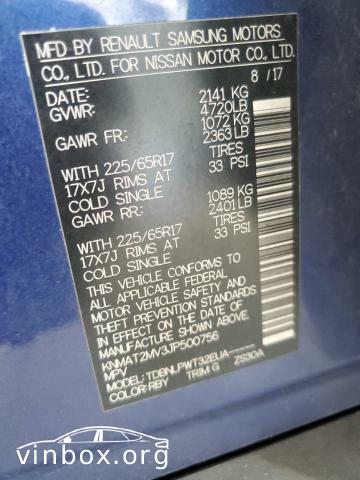 MFD BY RENAULT SAMSUNG MOTORS
CO., LTD. FOR NISSAN MOTOR CO., LTD.
DATE: 8 /17
GVWR: 2141 KG
4720LB
GAWR FR: 1072 KG
2363 LB
WITH 225/65R17 TIRES
17X7J RIMS AT 33 PSI
COLD SINGLE
GAWR RR: 1089 KG
2401 LB
WITH 225/65R17 TIRES
17X7J RIMS AT 33 PSI
COLD SINGLE
THIS VEHICLE CONFORMS TO
ALL APPLICABLE FEDERAL
MOTOR VEHICLE SAFETY AND
THEFT PREVENTION STANDARDS
IN EFFECT ON THE DATE OF
MANUFACTURE SHOWN ABOVE.
KNMAT2MV3JP500756
MPV
MODEL: TDBNLPWT32EUA-----
COLOR:RBY TRIM:G ZS30A
vinbox.org